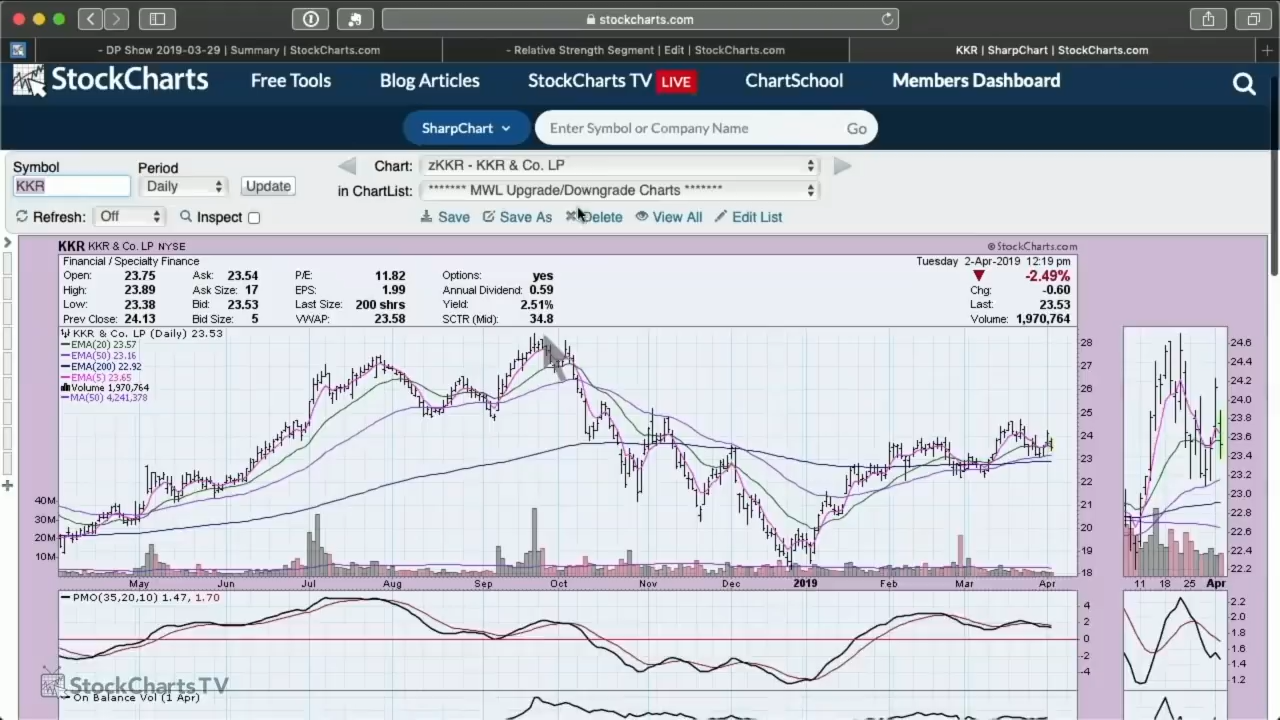 stockcharts.com
- DP Show 2019-03-29 | Summary | StockCharts.com
- Relative Strength Segment | Edit | StockCharts.com
KKR | SharpChart | StockCharts.com
StockCharts
Free Tools
Blog Articles
StockCharts TV LIVE
ChartSchool
Members Dashboard
SharpChart
Enter Symbol or Company Name
Go
Symbol
Period
Chart: zKKR - KKR & Co. LP
KKR
Daily
Update
in ChartList: ******* MWL Upgrade/Downgrade Charts *******
Refresh: Off
Inspect
Save
Save As
Delete
View All
Edit List
KKR KKR & Co. LP NYSE
© StockCharts.com
Financial / Specialty Finance
Tuesday 2-Apr-2019 12:19 pm
Open: 23.75 Ask: 23.54 P/E: 11.82 Options: yes -2.49%
High: 23.89 Ask Size: 17 EPS: 1.99 Annual Dividend: 0.59 Chg: -0.60
Low: 23.38 Bid: 23.53 Last Size: 200 shrs Yield: 2.51% Last: 23.53
Prev Close: 24.13 Bid Size: 5 VWAP: 23.58 SCTR (Mid): 34.8 Volume: 1,970,764
KKR & Co. LP (Daily) 23.53
EMA(20) 23.57
EMA(50) 23.16
EMA(200) 22.92
EMA(5) 23.65
Volume 1,970,764
MA(50) 4,241,378
28
27
26
25
24
23
22
21
20
19
18
40M
30M
20M
10M
24.6
24.4
24.2
24.0
23.8
23.6
23.4
23.2
23.0
22.8
22.6
22.4
22.2
May Jun Jul Aug Sep Oct Nov Dec 2019 Feb Mar Apr
11 18 25 Apr
PMO(35,20,10) 1.47, 1.70
4
2
0
-2
-4
2.2
2.0
1.8
1.6
1.4
1.2
StockChartsTV
On Balance Vol (1 Apr)